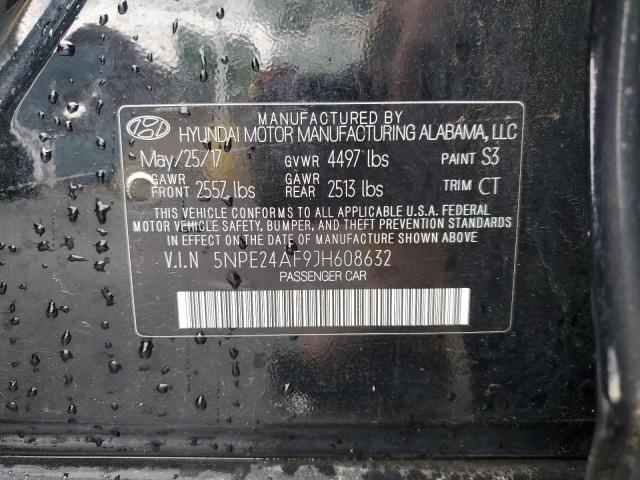 MANUFACTURED BY
HYUNDAI MOTOR MANUFACTURING ALABAMA, LLC
May/25/17 GVWR 4497 lbs PAINT S3
GAWR FRONT 2557 lbs GAWR REAR 2513 lbs TRIM CT
THIS VEHICLE CONFORMS TO ALL APPLICABLE U.S.A. FEDERAL
MOTOR VEHICLE SAFETY, BUMPER, AND THEFT PREVENTION STANDARDS
IN EFFECT ON THE DATE OF MANUFACTURE SHOWN ABOVE
V.I.N 5NPE24AF9JH608632
PASSENGER CAR